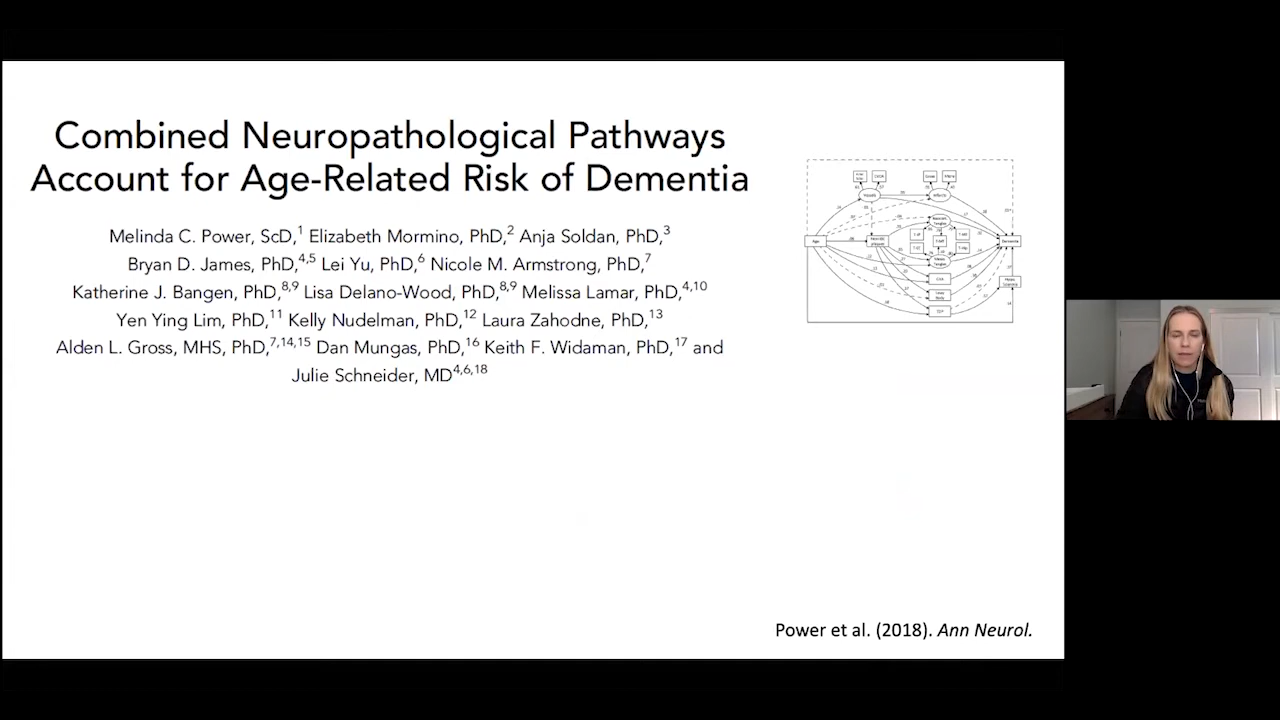 Combined Neuropathological Pathways
Account for Age-Related Risk of Dementia
Melinda C. Power, ScD,1 Elizabeth Mormino, PhD,2 Anja Soldan, PhD,3
Bryan D. James, PhD,4,5 Lei Yu, PhD,6 Nicole M. Armstrong, PhD,7
Katherine J. Bangen, PhD,8,9 Lisa Delano-Wood, PhD,8,9 Melissa Lamar, PhD,4,10
Yen Ying Lim, PhD,11 Kelly Nudelman, PhD,12 Laura Zahodne, PhD,13
Alden L. Gross, MHS, PhD,7,14,15 Dan Mungas, PhD,16 Keith F. Widaman, PhD,17 and
Julie Schneider, MD4,6,18
Age
Dementia
Power et al. (2018). Ann Neurol.